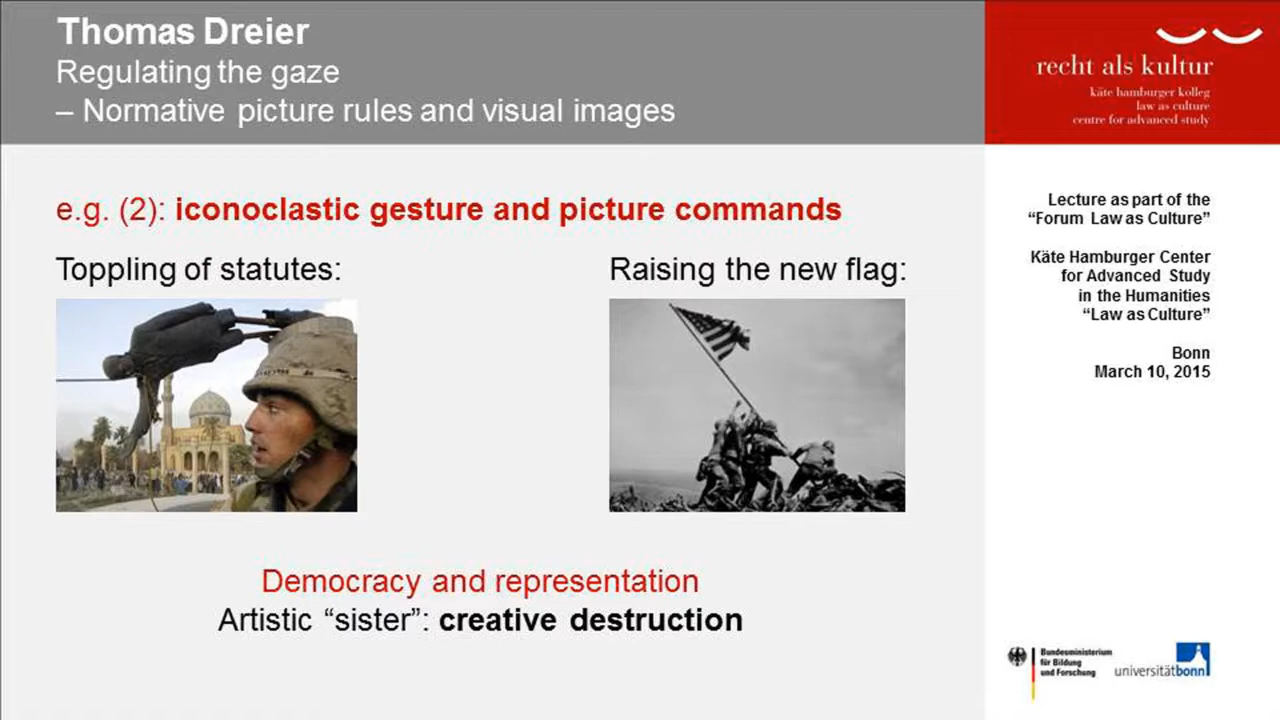 Thomas Dreier
Regulating the gaze
– Normative picture rules and visual images
recht als kultur
käte hamburger kolleg
law as culture
centre for advanced study
e.g. (2): iconoclastic gesture and picture commands
Toppling of statutes:
Raising the new flag:
Democracy and representation
Artistic “sister”: creative destruction
Lecture as part of the
“Forum Law as Culture”
Käte Hamburger Center
for Advanced Study
in the Humanities
“Law as Culture”
Bonn
March 10, 2015
Bundesministerium
für Bildung
und Forschung
universitätbonn